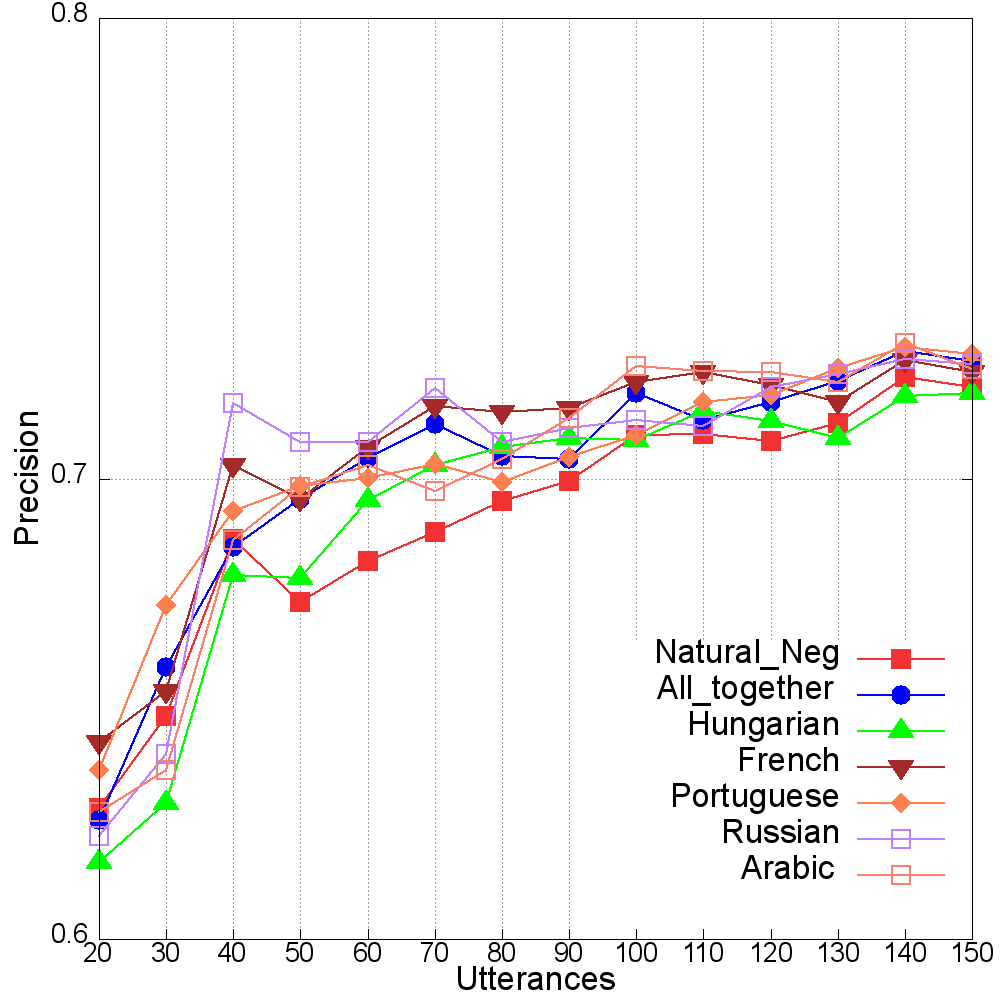 0.8
0.7
0.6
Precision
20 30 40 50 60 70 80 90 100 110 120 130 140 150
Utterances
Natural_Neg
All_together
Hungarian
French
Portuguese
Russian
Arabic